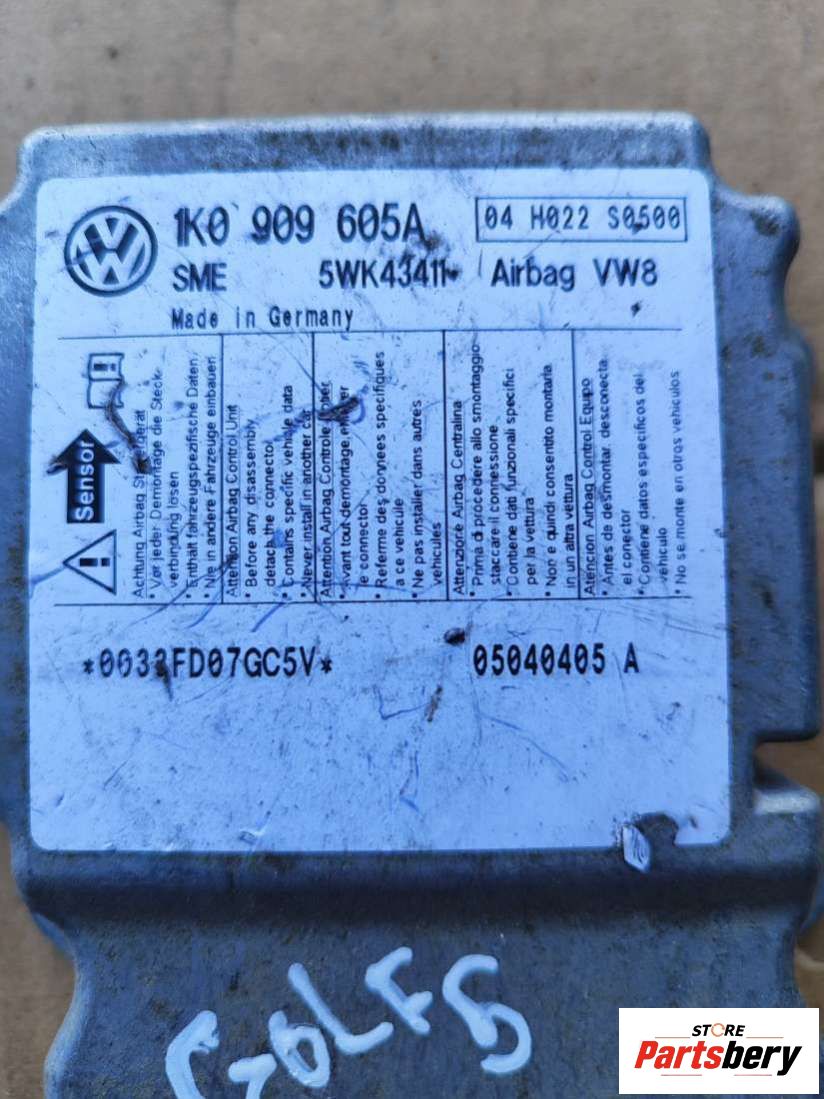 1K0 909 605A
04 H022 S0500
SME
5WK43411
Airbag VW8
Made in Germany
Sensor
Achtung Airbag
• Vor jeder Demontage die Steck-
verbindung lösen
• Enthält fahrzeugspezifische Daten
• Nie in andere Fahrzeuge einbauen
Attention Airbag Control Unit
• Before any disassembly
detach the connector
• Contains specific vehicle data
• Never install in another car
Attention Airbag Controle
• Avant tout demontage enlever
le connector
• Referme des donnees specifiques
a ce vehicule
• Ne pas installer dans autres
vehicules
Attenzione Airbag Centralina
• Prima di procedere allo smontaggio
staccare il connessione
• Contiene dati funzionali specifici
per la vettura
• Non e quindi consentito montarla
in un altra vettura
Atencion Airbag Control Equipo
• Antes de desmontar desconecta
el conector
• Contiene datos especificos del
vehiculo
• No se monte en otros vehiculos
*0033FD07GC5V*
05040405 A
GOLF 5
STORE
Partsbery